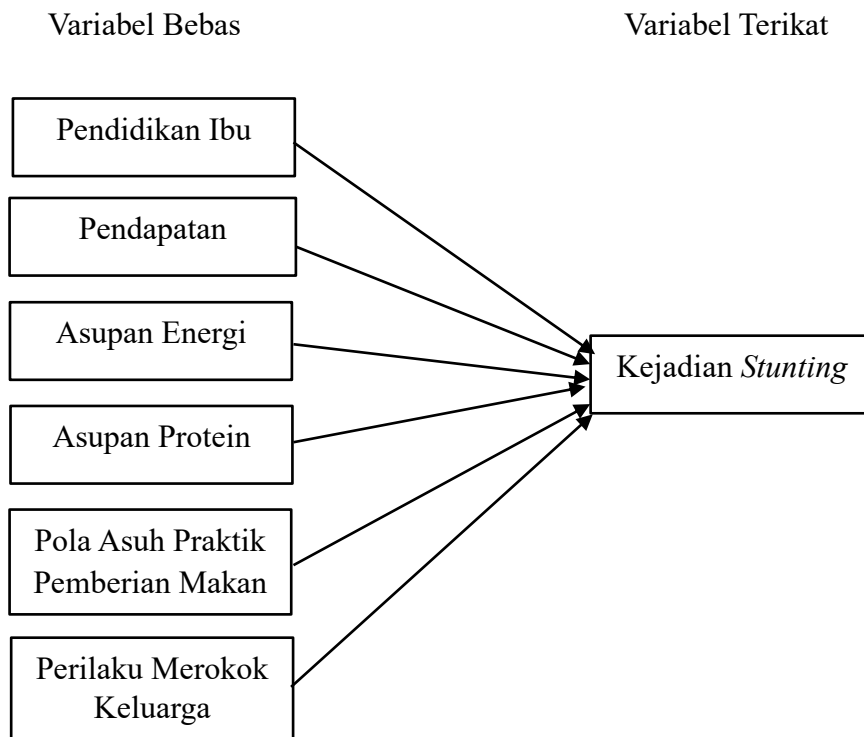 Variabel Bebas
Variabel Terikat
Pendidikan Ibu
Pendapatan
Asupan Energi
Kejadian Stunting
Asupan Protein
Pola Asuh Praktik
Pemberian Makan
Perilaku Merokok
Keluarga